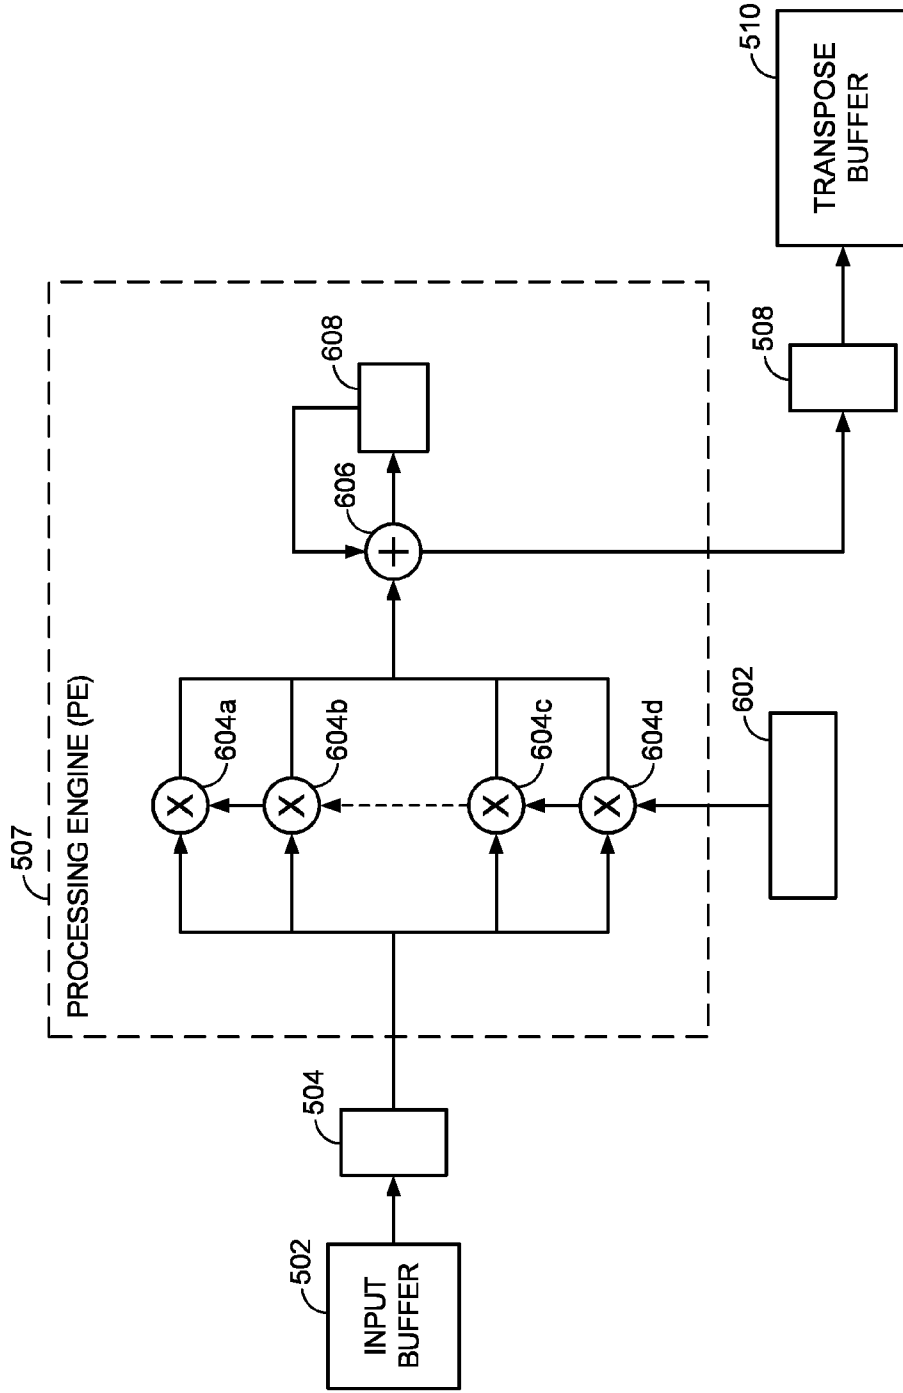 507
PROCESSING ENGINE (PE)
502
INPUT
BUFFER
504
X
604a
X
604b
X
604c
X
604d
602
606
+
608
508
510
TRANSPOSE
BUFFER